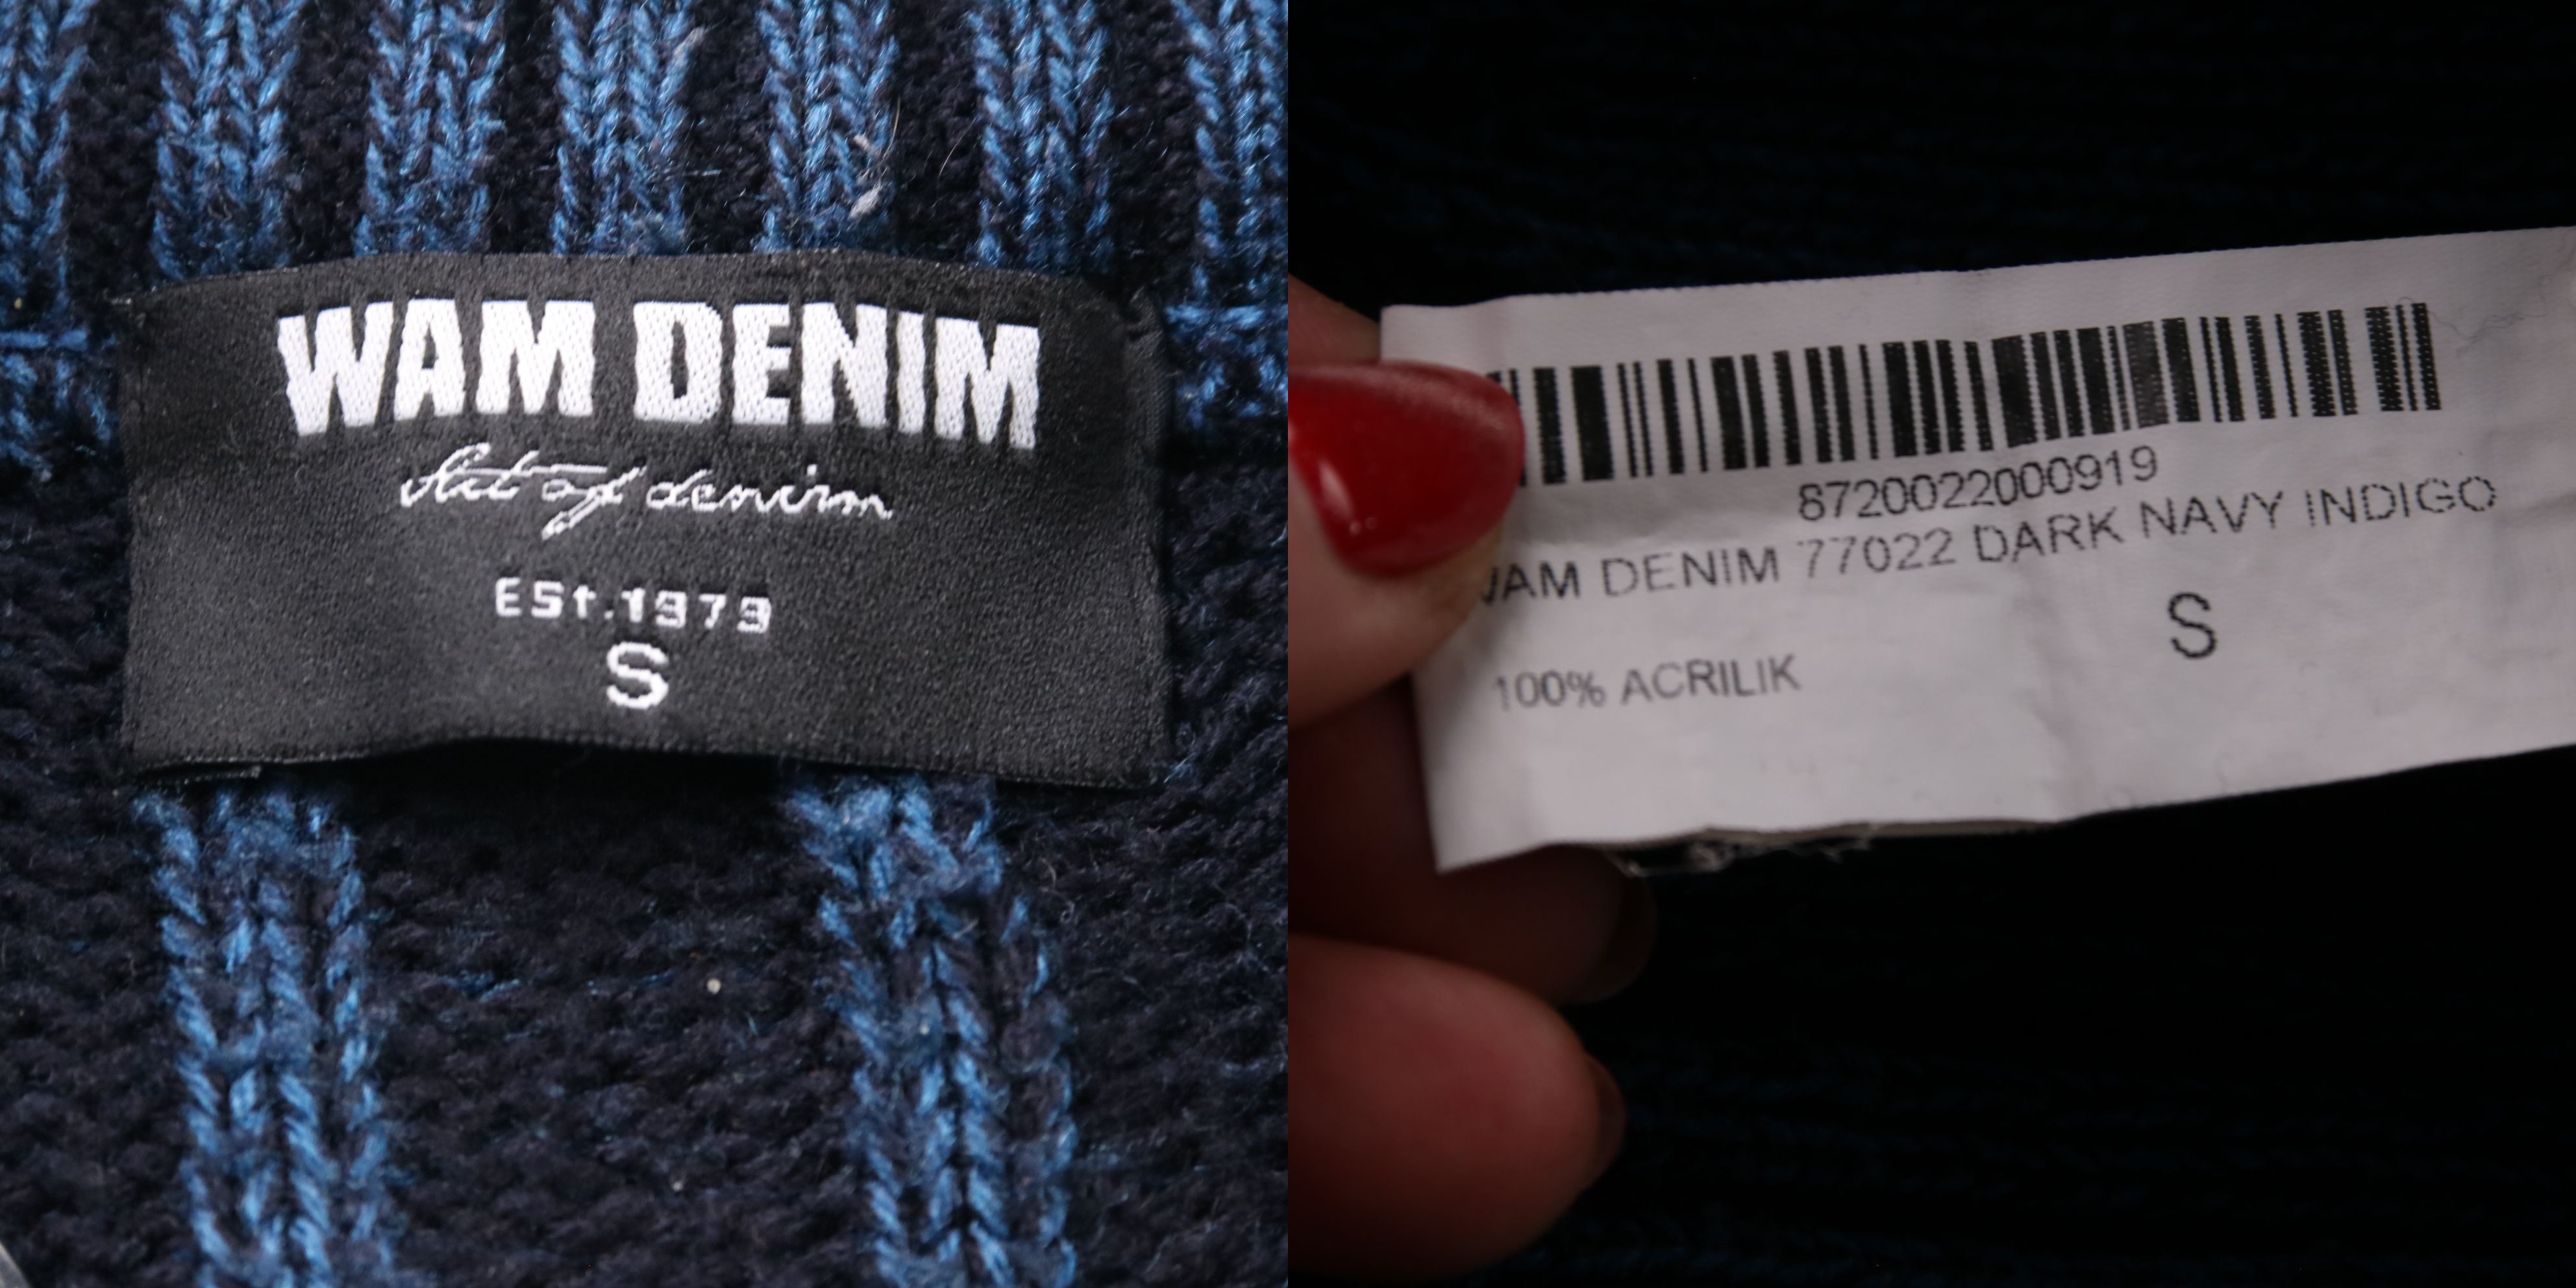 WAM DENIM
Art of denim
Est.1979
S
8720022000919
WAM DENIM 77022 DARK NAVY INDIGO
S
100% ACRILIK